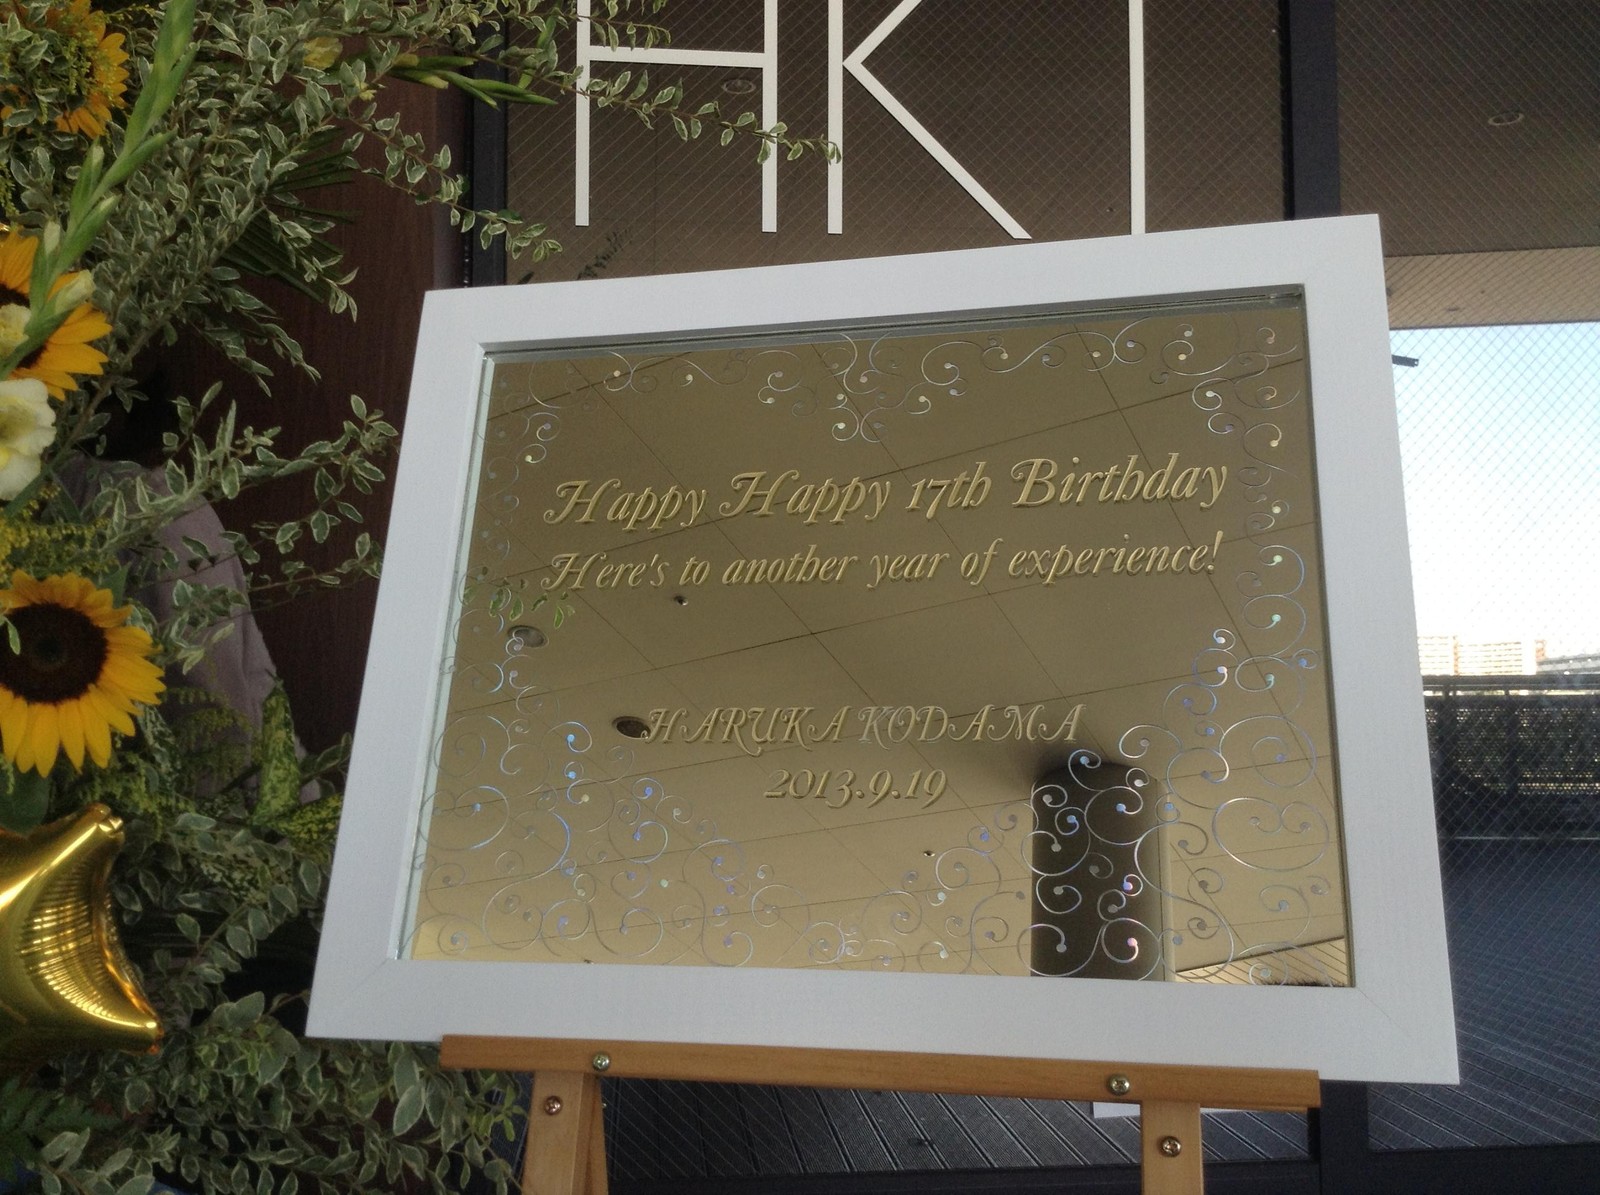 HKT
Happy Happy 17th Birthday
Here's to another year of experience!
HARUKA KODAMA
2013.9.19